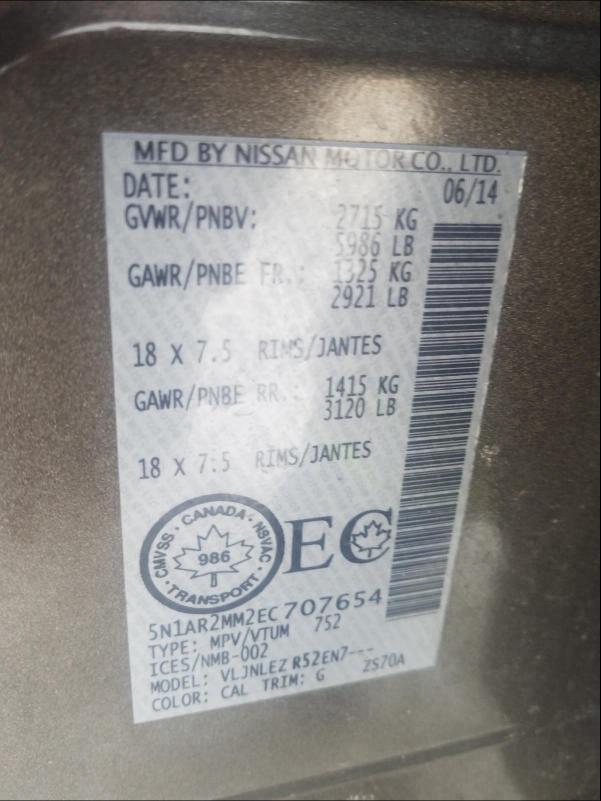 MFD BY NISSAN MOTOR CO., LTD.
DATE: 06/14
GVWR/PNBV: 2715 KG
5986 LB
GAWR/PNBE FR.: 1325 KG
2921 LB
18 X 7.5 RIMS/JANTES
GAWR/PNBE RR.: 1415 KG
3120 LB
18 X 7.5 RIMS/JANTES
CMVSS · CANADA · NSVAC · TRANSPORT ·
986
EC
5N1AR2MM2EC707654
TYPE: MPV/VTUM 752
ICES/NMB-002
MODEL: VLJNLEZ R52EN7---
COLOR: CAL TRIM: G ZS70A